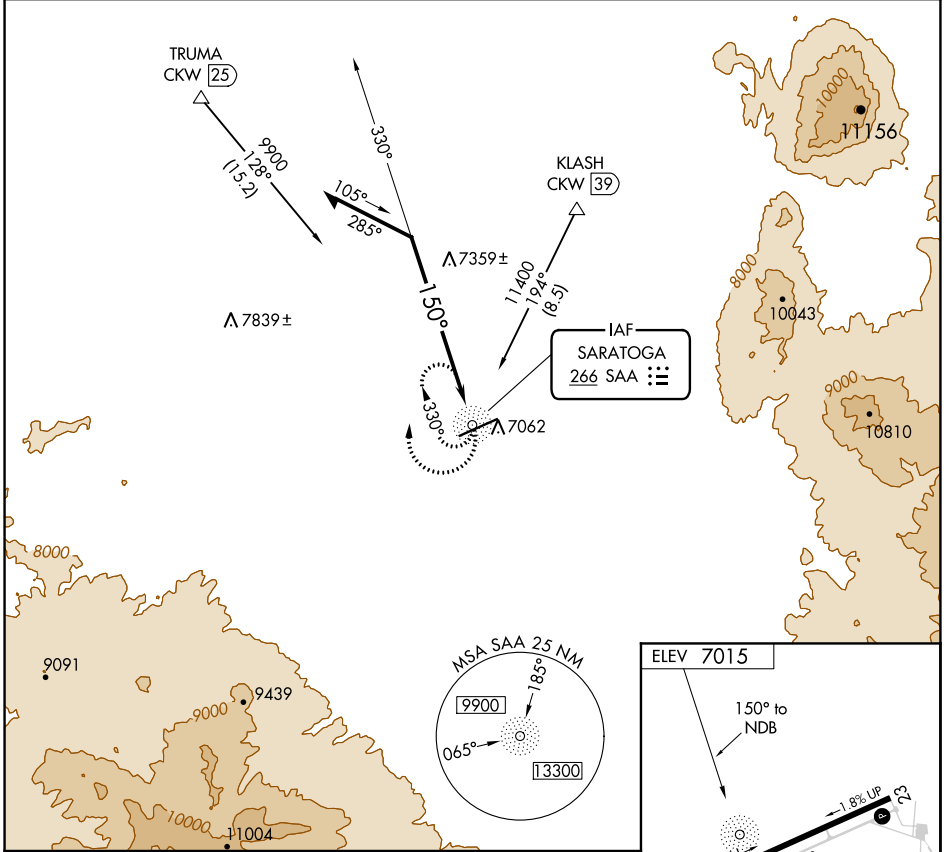 TRUMA
CKW 25
9900
128°
(15.2)
330°
105°
285°
KLASH
CKW 39
11400
194°
(8.5)
7359±
7839±
150°
IAF
SARATOGA
266 SAA
330°
7062
10000
11156
8000
10043
9000
10810
8000
9091
9439
9000
10000
11004
MSA SAA 25 NM
185°
9900
065°
13300
ELEV 7015
150° to
NDB
1.8% UP
23
P